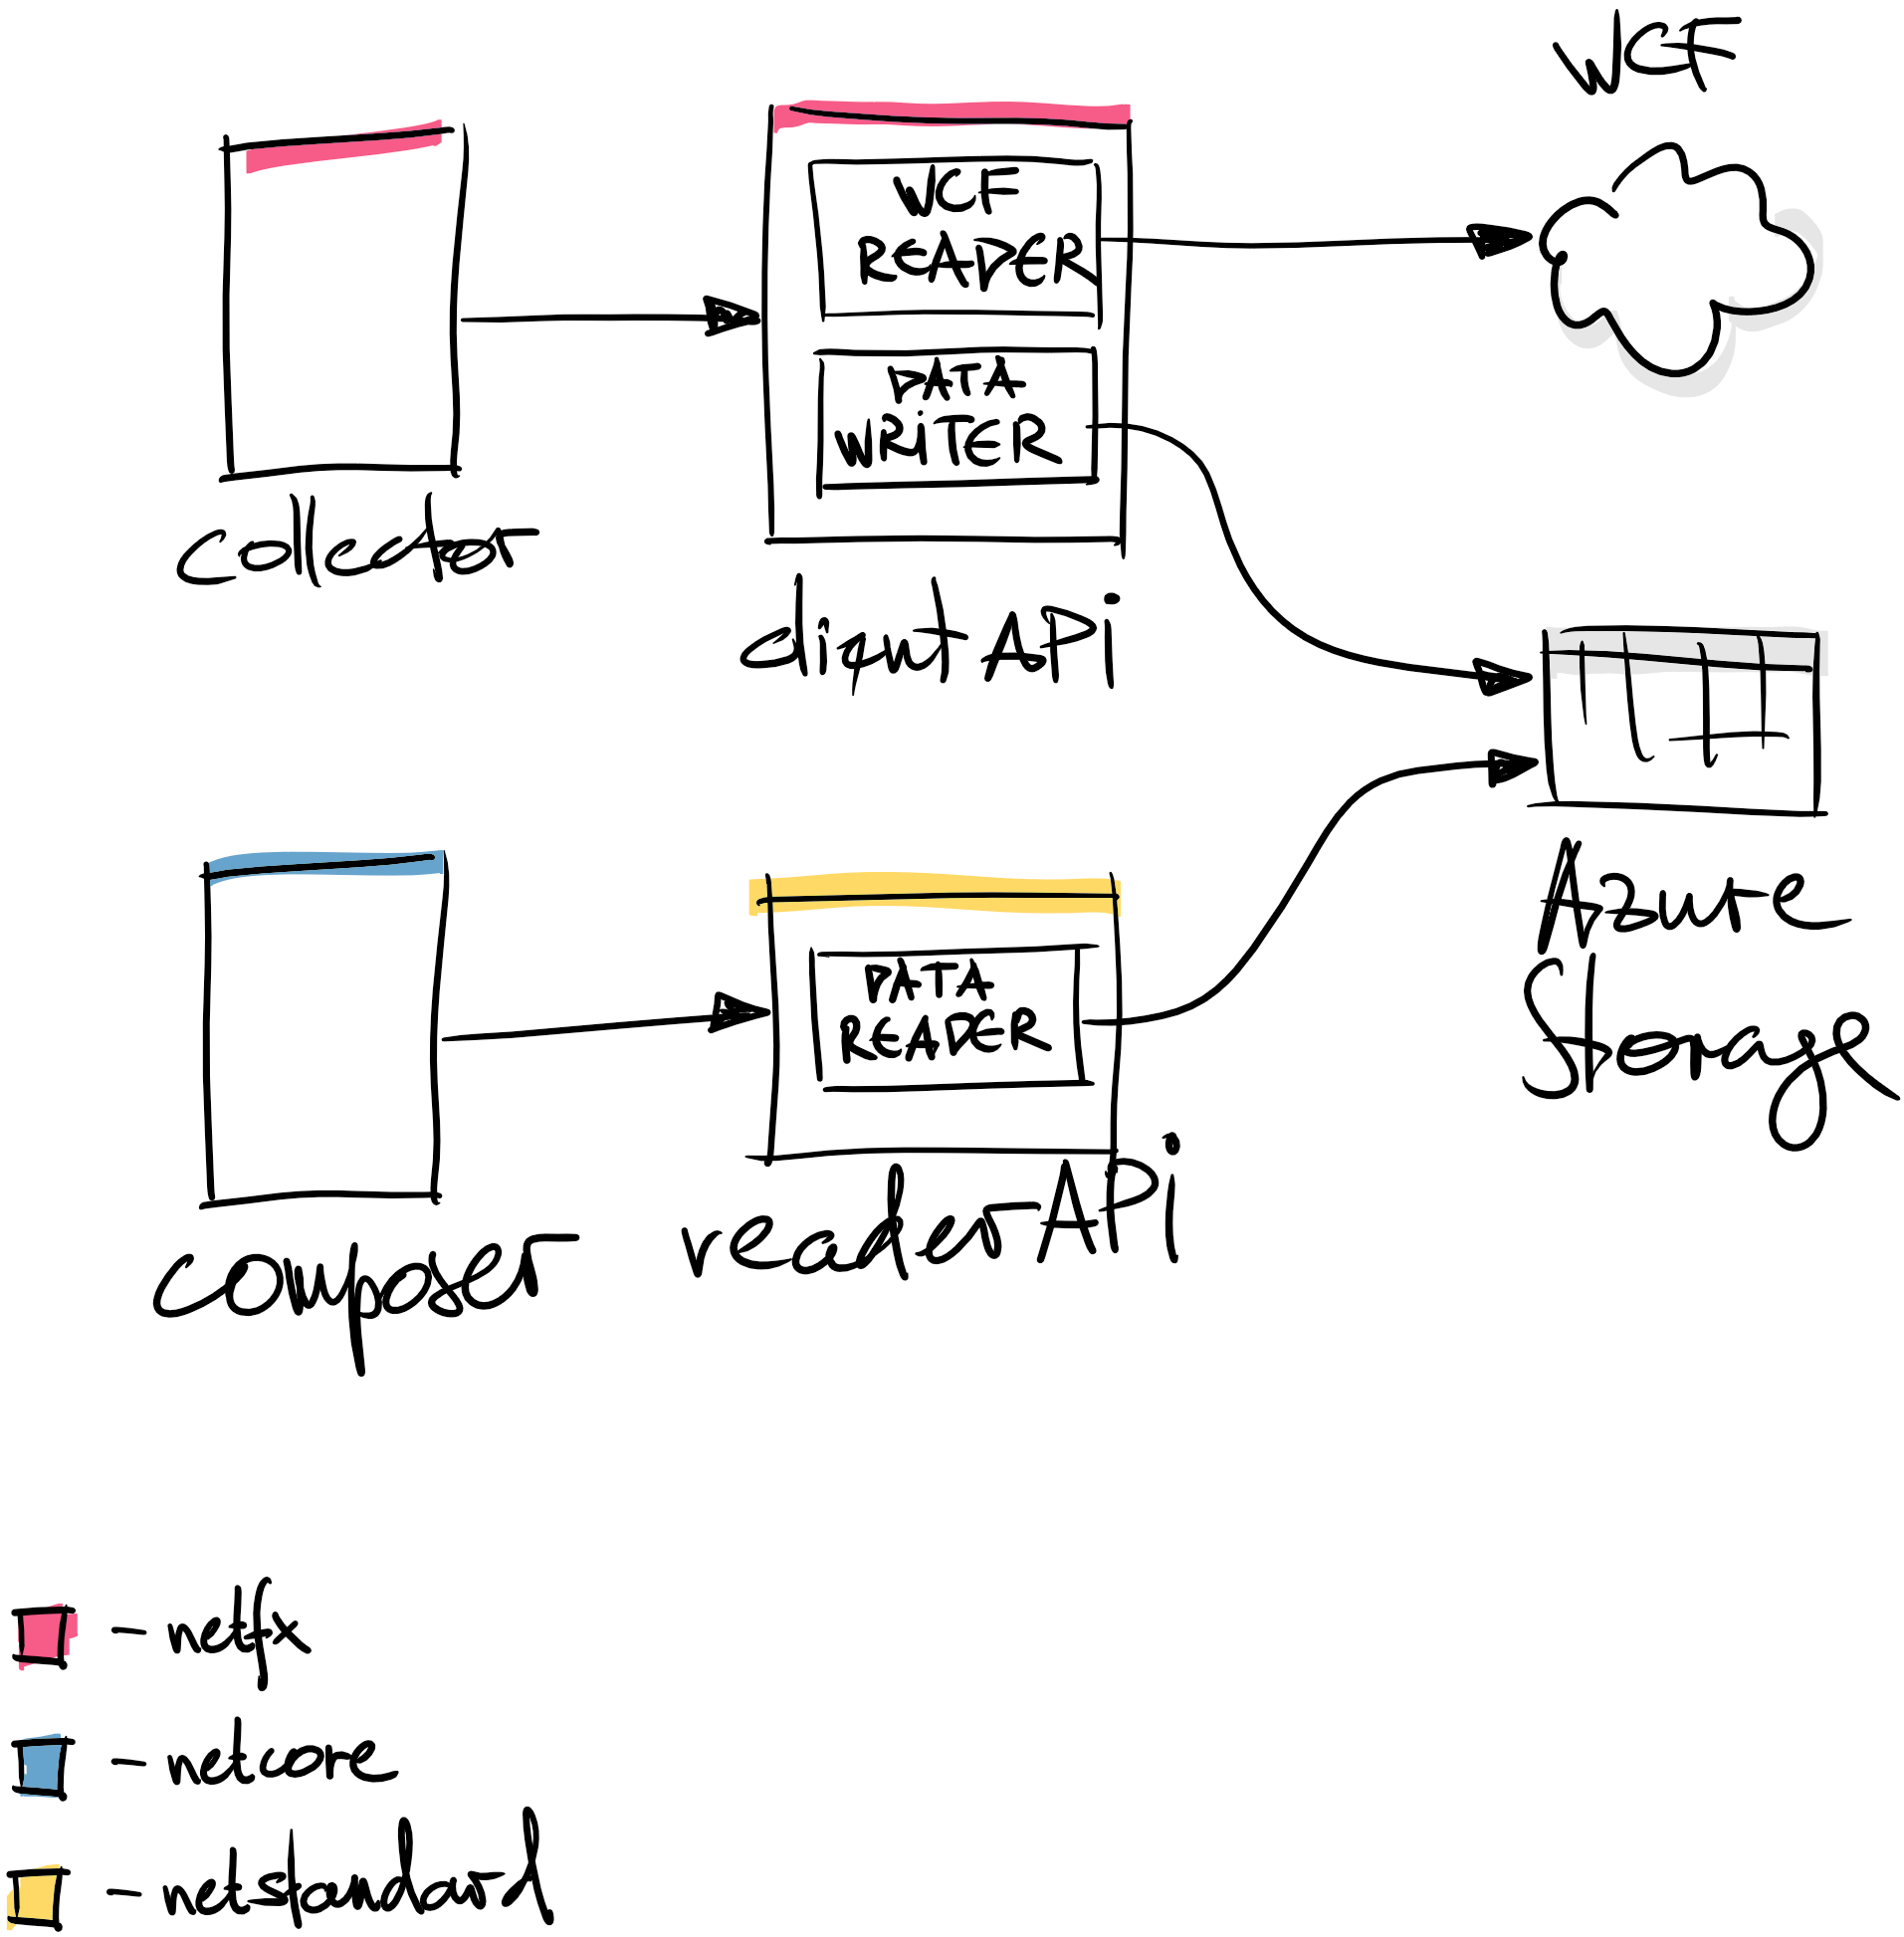 WCF
WCF
READER
DATA
WRiTER
collector
clientAPi
DATA
READER
Azure
Storage
composer
readerAPi
- netfx
- netcore
- netstandard